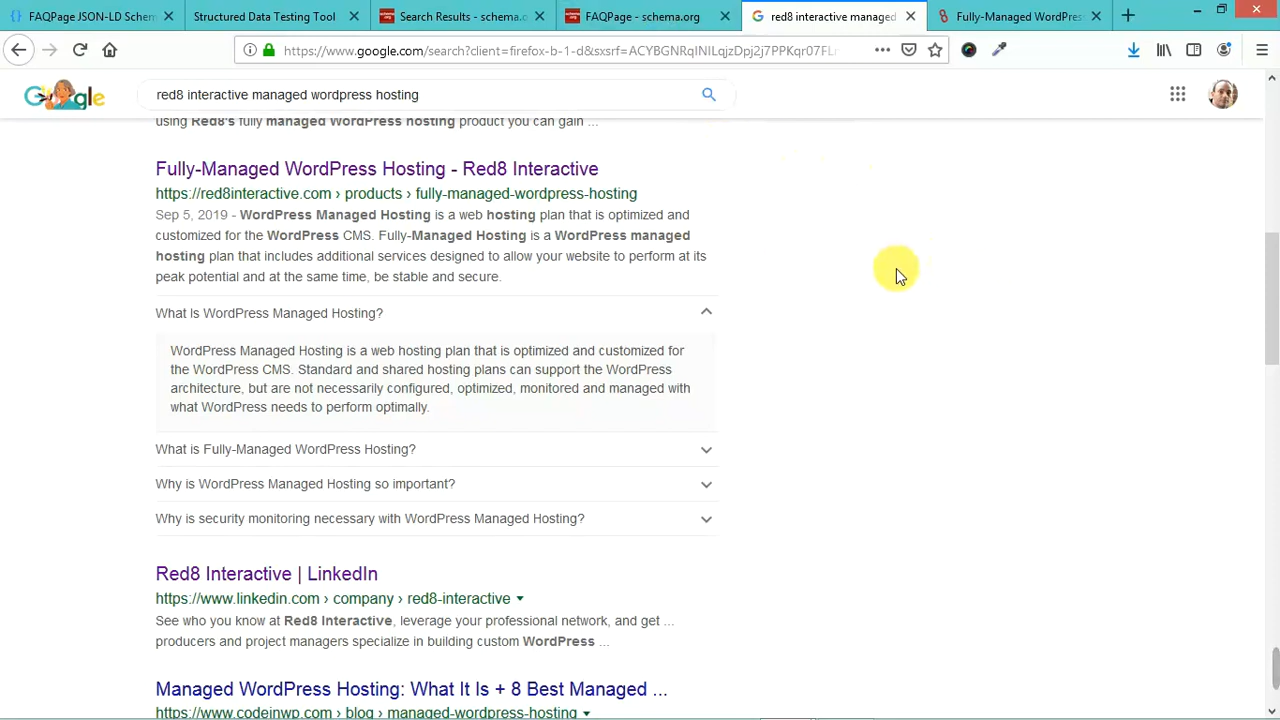 FAQPage JSON-LD Schem
Structured Data Testing Tool
Search Results - schema.o
FAQPage - schema.org
red8 interactive managed
Fully-Managed WordPress
https://www.google.com/search?client=firefox-b-1-d&sxsrf=ACYBGNRqINILqjzDpj2j7PPKqr07FL
Google
red8 interactive managed wordpress hosting
using Red8's fully managed WordPress hosting product you can gain ...
Fully-Managed WordPress Hosting - Red8 Interactive
https://red8interactive.com › products › fully-managed-wordpress-hosting
Sep 5, 2019 - WordPress Managed Hosting is a web hosting plan that is optimized and
customized for the WordPress CMS. Fully-Managed Hosting is a WordPress managed
hosting plan that includes additional services designed to allow your website to perform at its
peak potential and at the same time, be stable and secure.
What Is WordPress Managed Hosting?
WordPress Managed Hosting is a web hosting plan that is optimized and customized for
the WordPress CMS. Standard and shared hosting plans can support the WordPress
architecture, but are not necessarily configured, optimized, monitored and managed with
what WordPress needs to perform optimally.
What is Fully-Managed WordPress Hosting?
Why is WordPress Managed Hosting so important?
Why is security monitoring necessary with WordPress Managed Hosting?
Red8 Interactive | LinkedIn
https://www.linkedin.com › company › red8-interactive
See who you know at Red8 Interactive, leverage your professional network, and get ...
producers and project managers specialize in building custom WordPress ...
Managed WordPress Hosting: What It Is + 8 Best Managed ...
https://www.codeinwp.com › blog › managed-wordpress-hosting